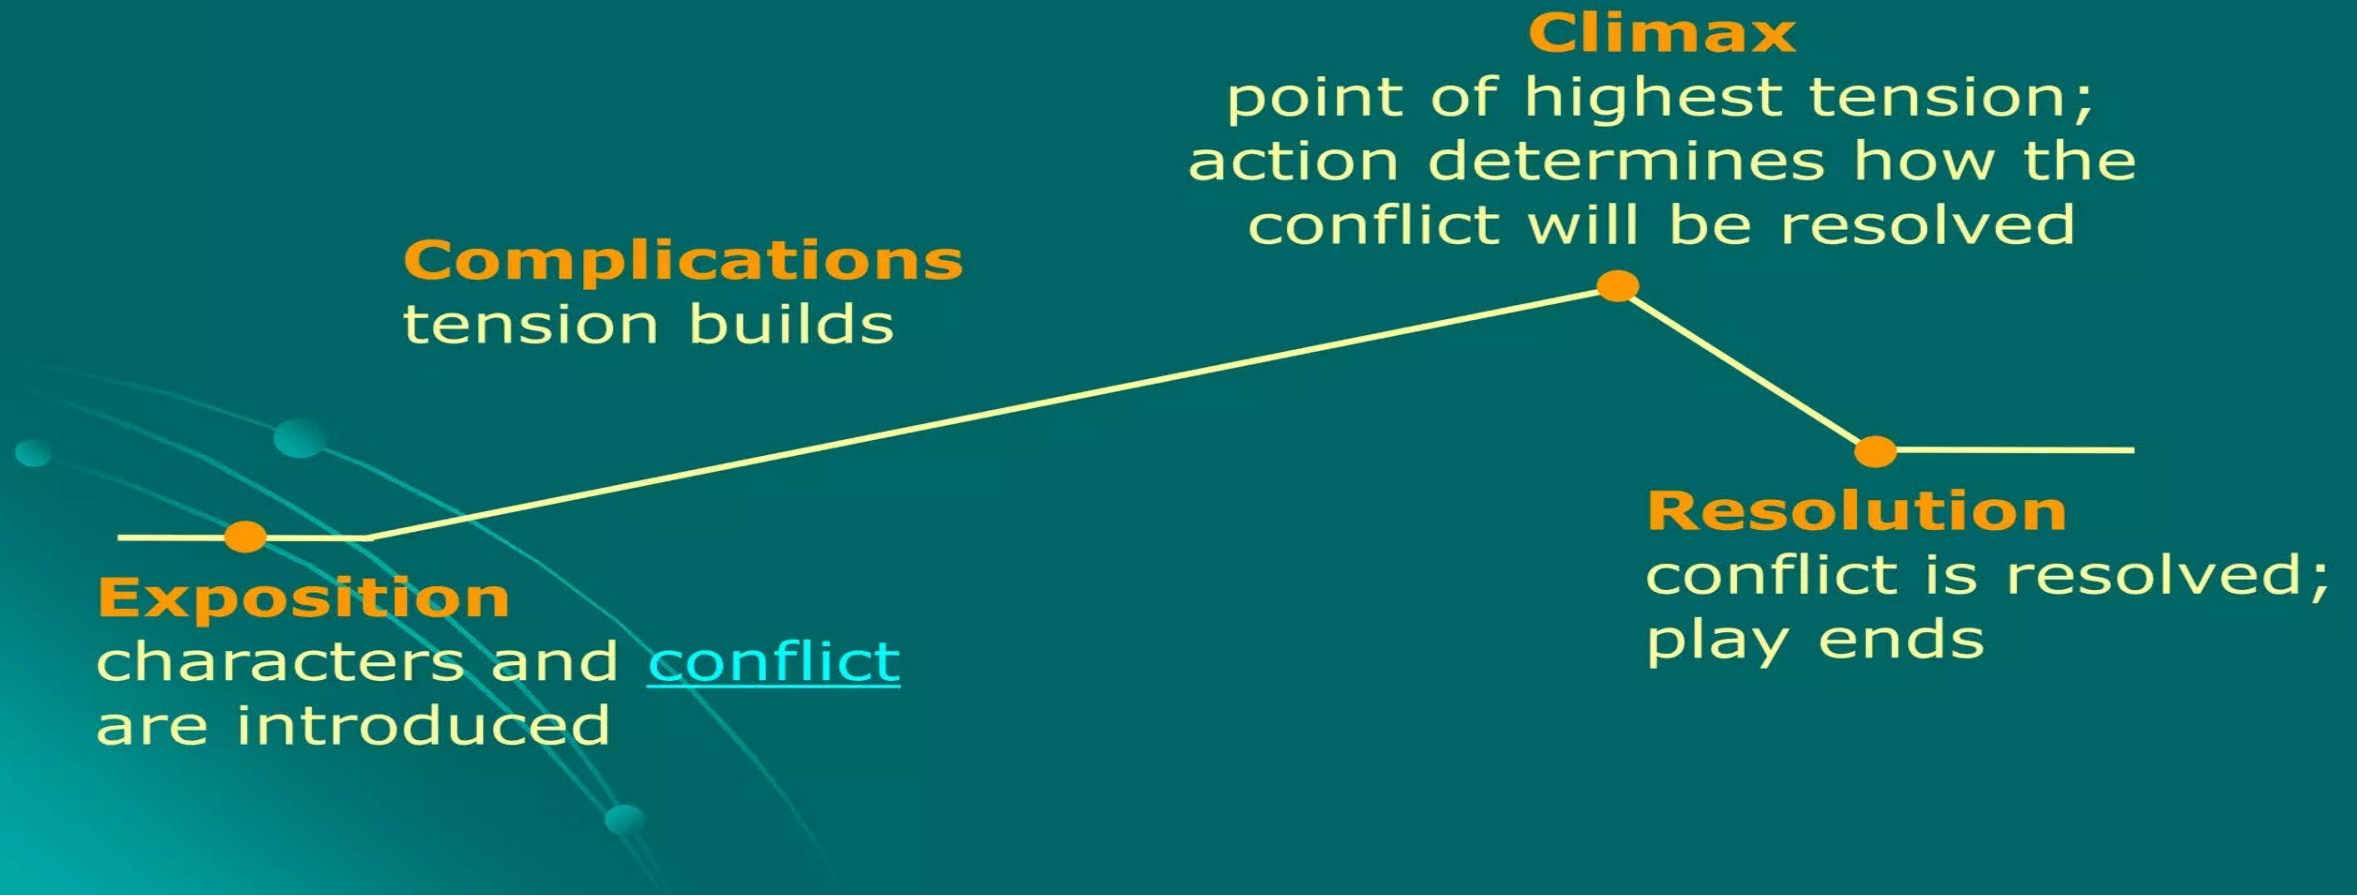 Climax
point of highest tension;
action determines how the
conflict will be resolved
Complications
tension builds
Exposition
characters and conflict
are introduced
Resolution
conflict is resolved;
play ends